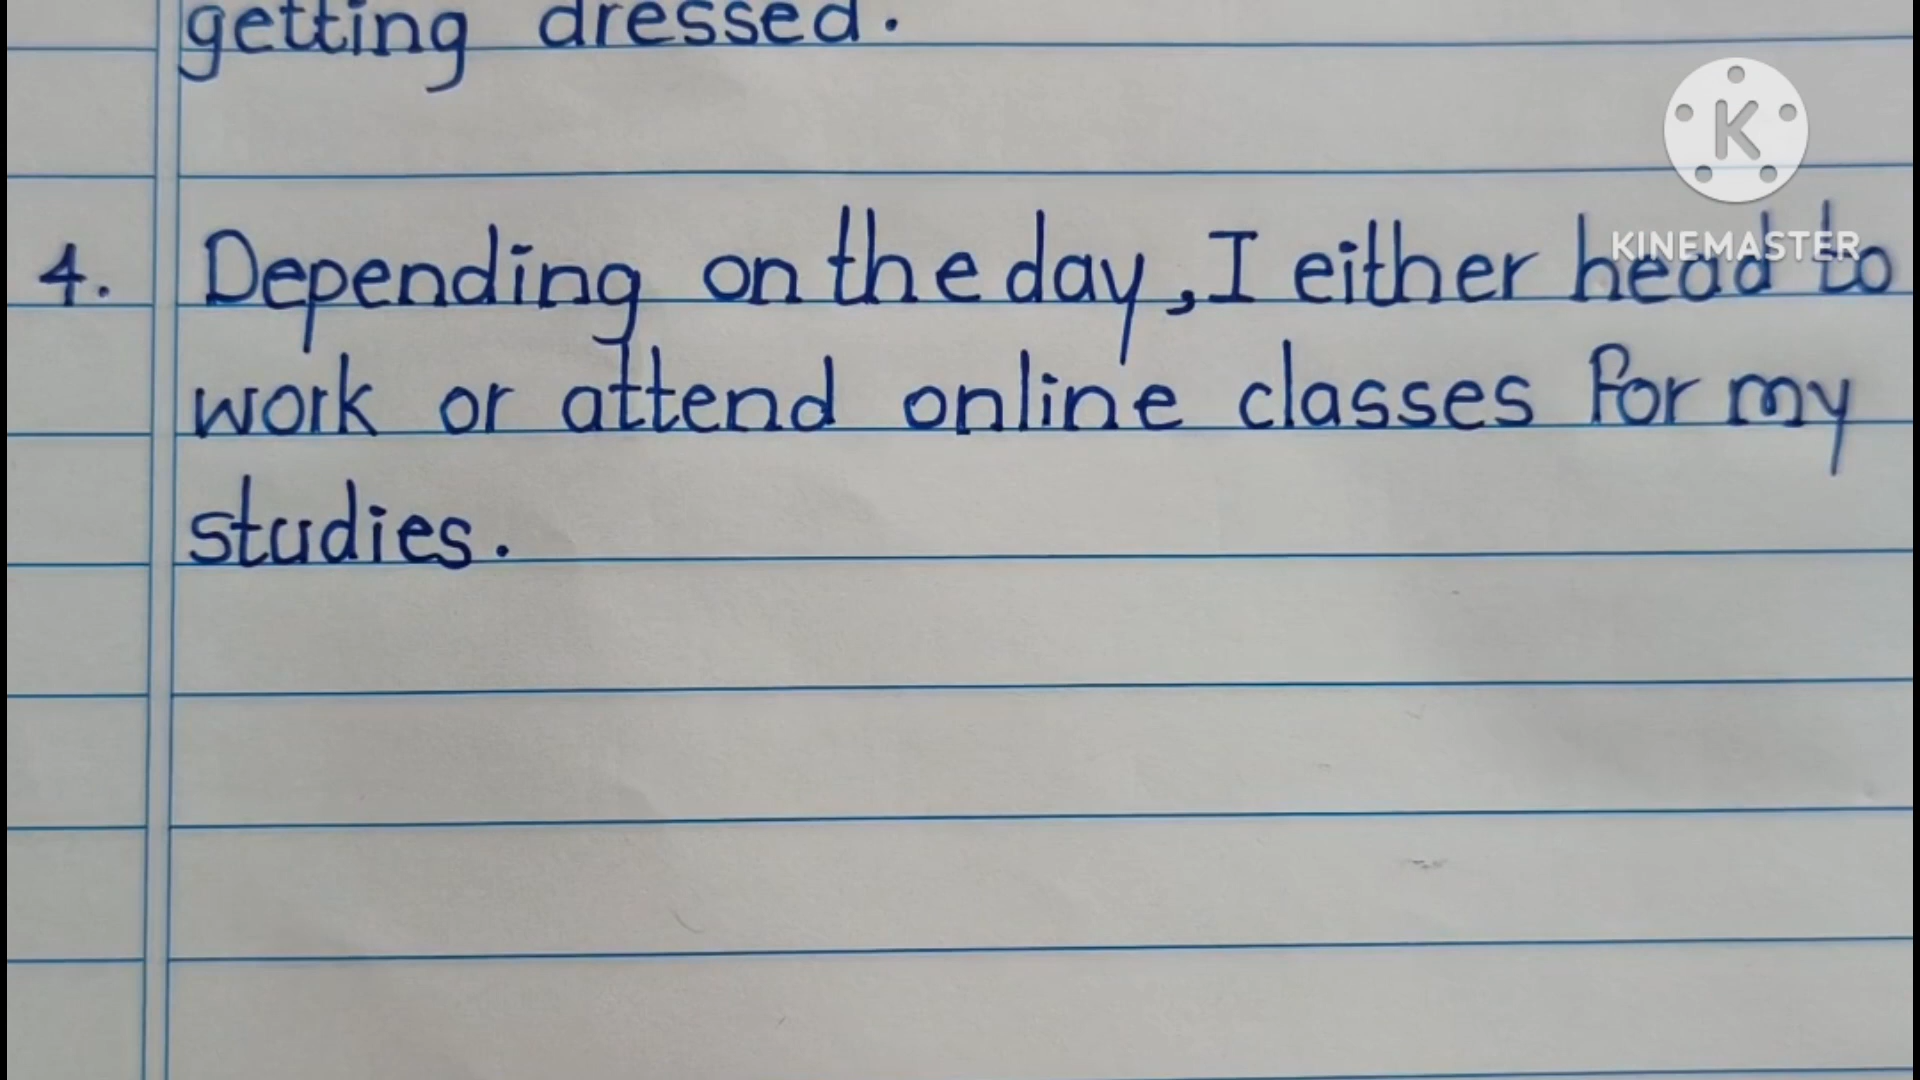 getting dressed.
4. Depending on the day, I either head to
work or attend online classes for my
studies.
K
KINEMASTER